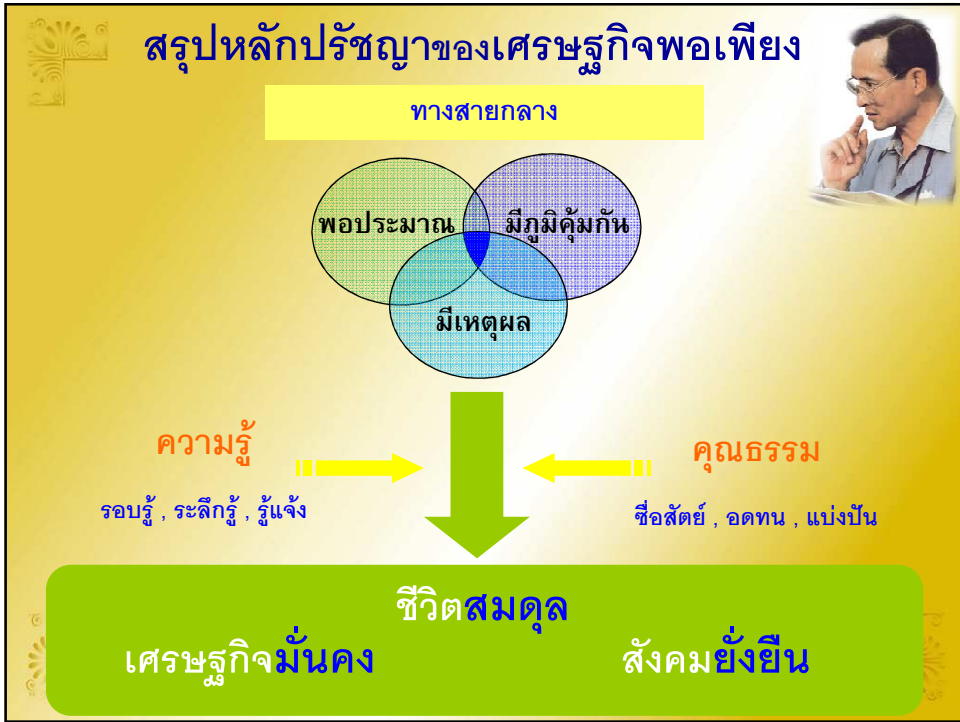 สรุปหลักปรัชญาของเศรษฐกิจพอเพียง
ทางสายกลาง
พอประมาณ
มีภูมิคุ้มกัน
มีเหตุผล
ความรู้
รอบรู้ , ระลึกรู้ , รู้แจ้ง
คุณธรรม
ซื่อสัตย์ , อดทน , แบ่งปัน
ชีวิตสมดุล
เศรษฐกิจมั่นคง
สังคมยั่งยืน